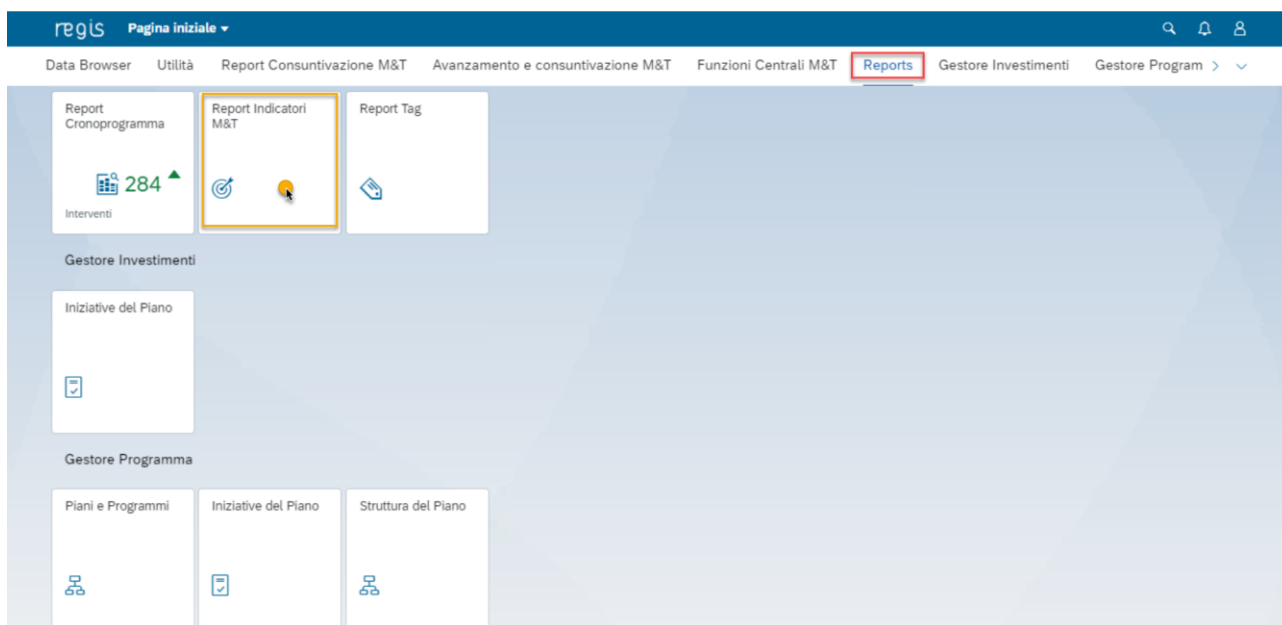 regis Pagina iniziale
Data Browser Utilità Report Consuntivazione M&T Avanzamento e consuntivazione M&T Funzioni Centrali M&T Reports Gestore Investimenti Gestore Program
Report
Cronoprogramma
284
Interventi
Report Indicatori
M&T
Report Tag
Gestore Investimenti
Iniziative del Piano
Gestore Programma
Piani e Programmi
Iniziative del Piano
Struttura del Piano